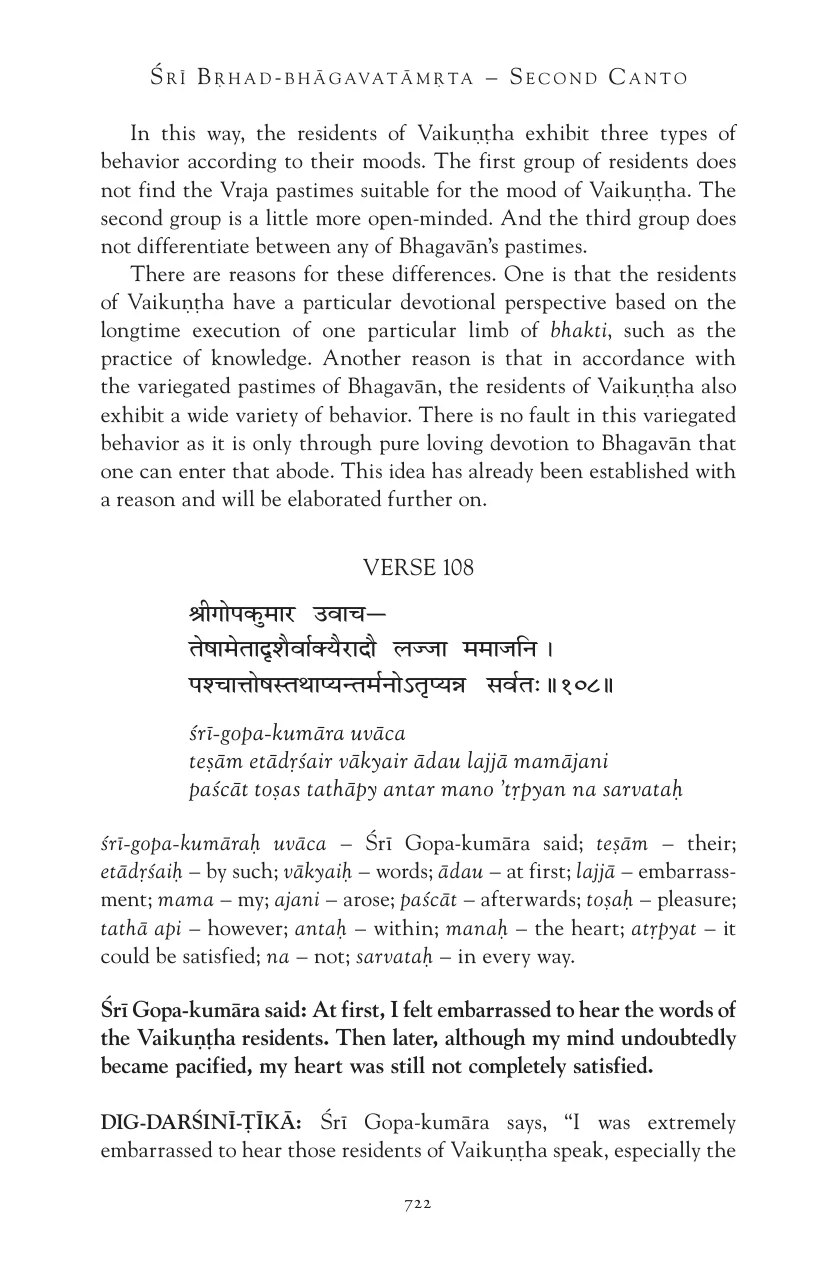 Śrī Bṛhad-bhāgavatāmṛta – Second Canto
In this way, the residents of Vaikuṇṭha exhibit three types of
behavior according to their moods. The first group of residents does
not find the Vraja pastimes suitable for the mood of Vaikuṇṭha. The
second group is a little more open-minded. And the third group does
not differentiate between any of Bhagavān’s pastimes.
There are reasons for these differences. One is that the residents
of Vaikuṇṭha have a particular devotional perspective based on the
longtime execution of one particular limb of bhakti, such as the
practice of knowledge. Another reason is that in accordance with
the variegated pastimes of Bhagavān, the residents of Vaikuṇṭha also
exhibit a wide variety of behavior. There is no fault in this variegated
behavior as it is only through pure loving devotion to Bhagavān that
one can enter that abode. This idea has already been established with
a reason and will be elaborated further on.
VERSE 108
श्रीगोपकुमार उवाच—
तेषामेतादृशैर्वाक्यैरादौ लज्जा ममाजनि ।
पश्चात्तोषस्तथाप्यन्तर्मनोऽतृप्यन्न सर्वतः ॥१०८॥
śrī-gopa-kumāra uvāca
teṣām etādṛśair vākyair ādau lajjā mamājani
paścāt toṣas tathāpy antar mano ’tṛpyan na sarvataḥ
śrī-gopa-kumāraḥ uvāca – Śrī Gopa-kumāra said; teṣām – their;
etādṛśaiḥ – by such; vākyaiḥ – words; ādau – at first; lajjā – embarrass-
ment; mama – my; ajani – arose; paścāt – afterwards; toṣaḥ – pleasure;
tathā api – however; antaḥ – within; manaḥ – the heart; atṛpyat – it
could be satisfied; na – not; sarvataḥ – in every way.
Śrī Gopa-kumāra said: At first, I felt embarrassed to hear the words of
the Vaikuṇṭha residents. Then later, although my mind undoubtedly
became pacified, my heart was still not completely satisfied.
DIG-DARŚINĪ-ṬĪKĀ: Śrī Gopa-kumāra says, “I was extremely
embarrassed to hear those residents of Vaikuṇṭha speak, especially the
722